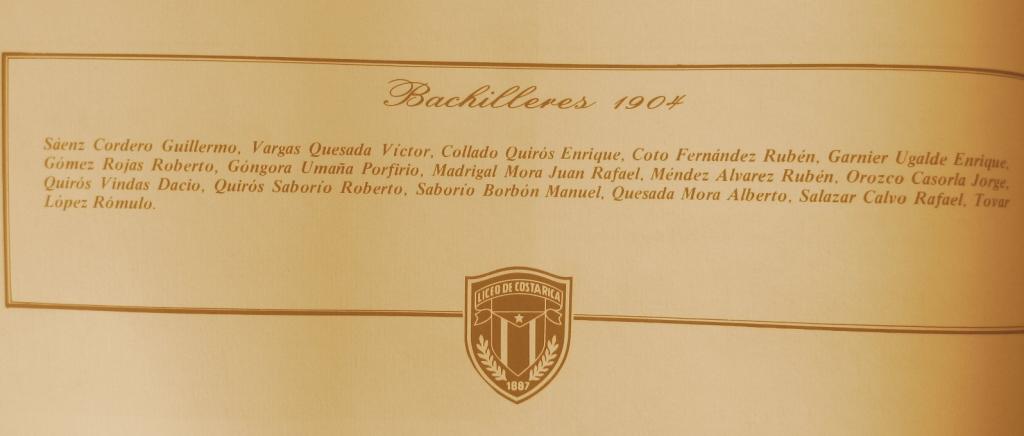 Bachilleres 1904
Sáenz Cordero Guillermo, Vargas Quesada Víctor, Collado Quirós Enrique, Coto Fernández Rubén, Garnier Ugalde Enrique,
Gómez Rojas Roberto, Góngora Umaña Porfirio, Madrigal Mora Juan Rafael, Méndez Alvarez Rubén, Orozco Casorla Jorge,
Quirós Vindas Dacio, Quirós Saborío Roberto, Saborío Borbón Manuel, Quesada Mora Alberto, Salazar Calvo Rafael, Tovar
López Rómulo.
LICEO DE COSTA RICA
1887